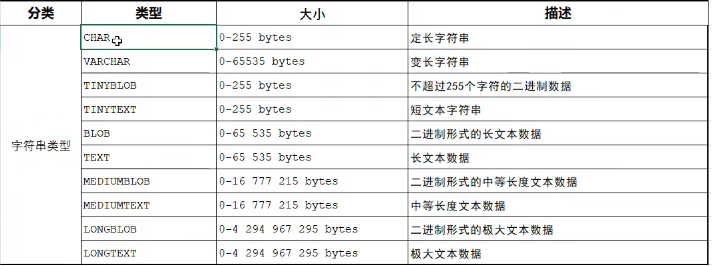 分类 类型 大小 描述
字符串类型
CHAR 0-255 bytes 定长字符串
VARCHAR 0-65535 bytes 变长字符串
TINYBLOB 0-255 bytes 不超过255个字符的二进制数据
TINYTEXT 0-255 bytes 短文本字符串
BLOB 0-65 535 bytes 二进制形式的长文本数据
TEXT 0-65 535 bytes 长文本数据
MEDIUMBLOB 0-16 777 215 bytes 二进制形式的中等长度文本数据
MEDIUMTEXT 0-16 777 215 bytes 中等长度文本数据
LONGBLOB 0-4 294 967 295 bytes 二进制形式的极大文本数据
LONGTEXT 0-4 294 967 295 bytes 极大文本数据